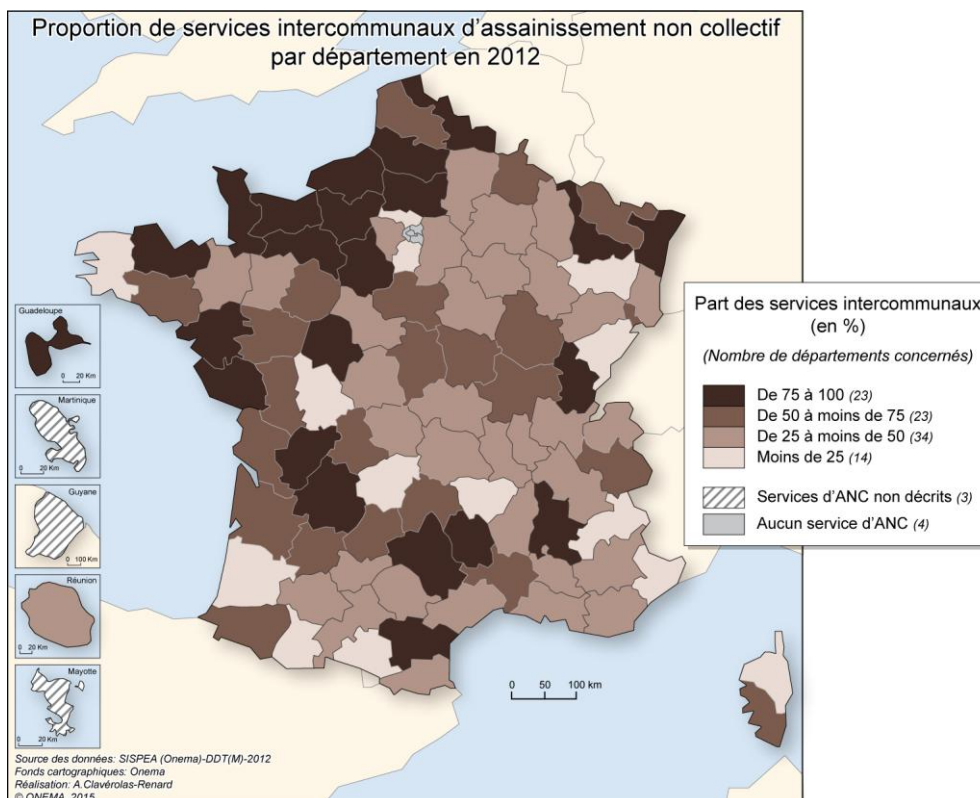 Proportion de services intercommunaux d'assainissement non collectif
par département en 2012
Guadeloupe
0 20 Km
Martinique
0 20 Km
Guyane
0 100 Km
Réunion
0 20 Km
Mayotte
0 20 Km
Part des services intercommunaux
(en %)
(Nombre de départements concernés)
De 75 à 100 (23)
De 50 à moins de 75 (23)
De 25 à moins de 50 (34)
Moins de 25 (14)
Services d'ANC non décrits (3)
Aucun service d'ANC (4)
0 50 100 km
Source des données: SISPEA (Onema)-DDT(M)-2012
Fonds cartographiques: Onema
Réalisation: A.Clavérolas-Renard
© ONEMA, 2015